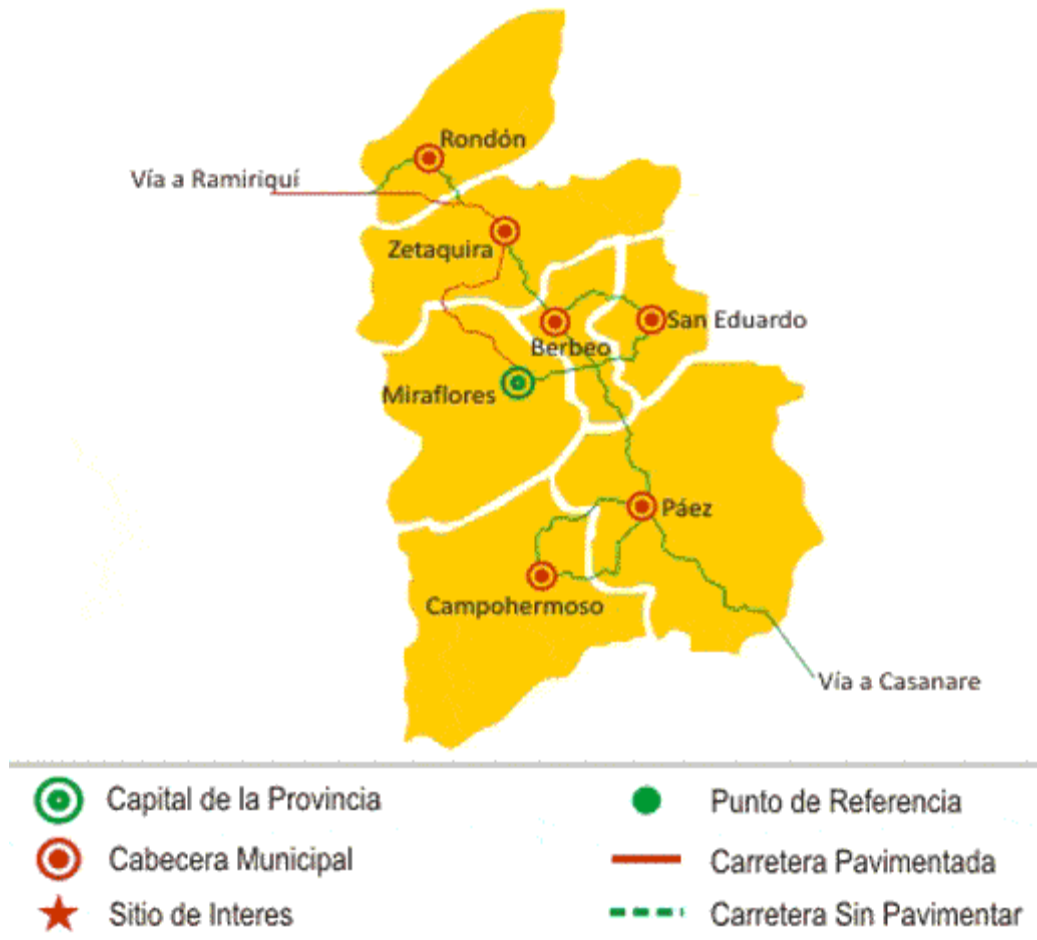 Rondón
Vía a Ramiriquí
Zetaquira
San Eduardo
Berbeo
Miraflores
Páez
Campohermoso
Vía a Casanare
Capital de la Provincia
Punto de Referencia
Cabecera Municipal
Carretera Pavimentada
Sitio de Interes
Carretera Sin Pavimentar